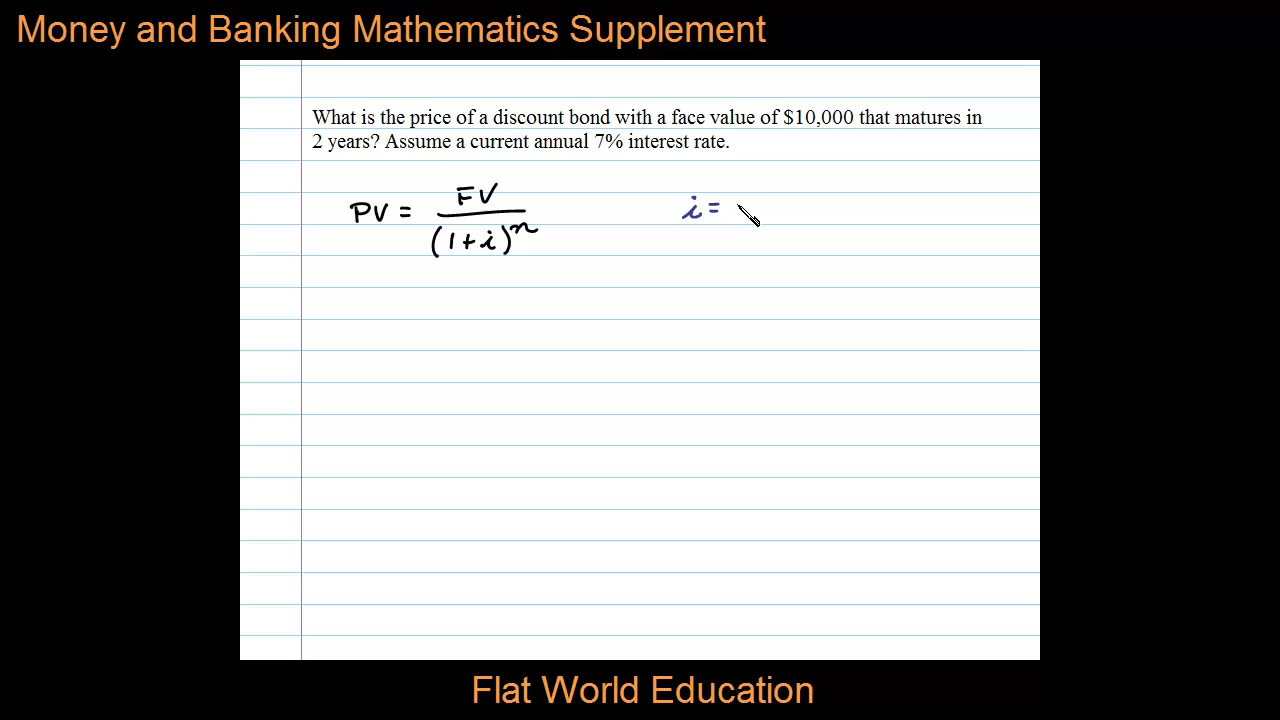 Money and Banking Mathematics Supplement
What is the price of a discount bond with a face value of $10,000 that matures in
2 years? Assume a current annual 7% interest rate.
PV = FV / (1 + i)^n
i =
Flat World Education